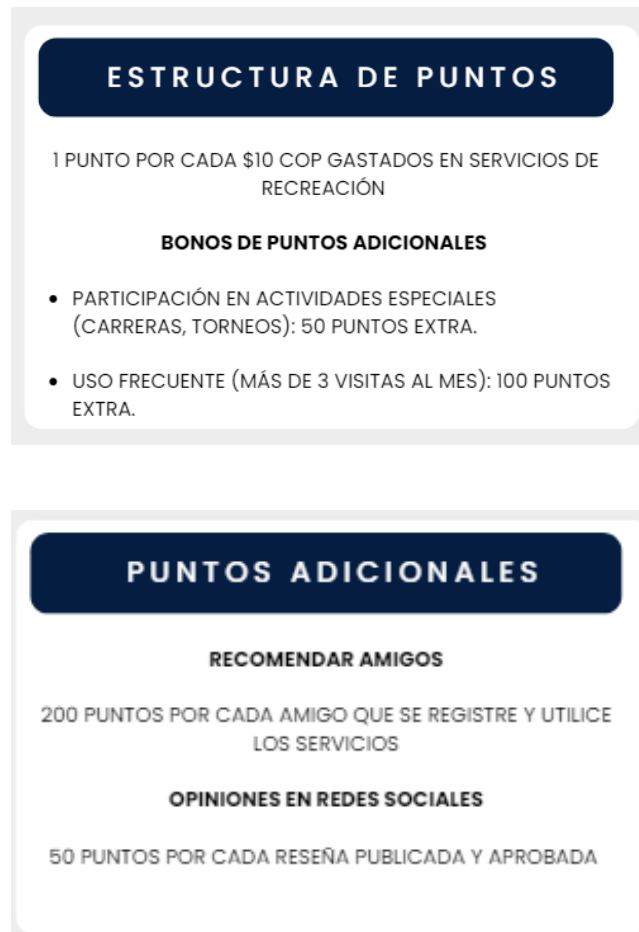 ESTRUCTURA DE PUNTOS
1 PUNTO POR CADA $10 COP GASTADOS EN SERVICIOS DE
RECREACIÓN
BONOS DE PUNTOS ADICIONALES
• PARTICIPACIÓN EN ACTIVIDADES ESPECIALES
(CARRERAS, TORNEOS): 50 PUNTOS EXTRA.
• USO FRECUENTE (MÁS DE 3 VISITAS AL MES): 100 PUNTOS
EXTRA.
PUNTOS ADICIONALES
RECOMENDAR AMIGOS
200 PUNTOS POR CADA AMIGO QUE SE REGISTRE Y UTILICE
LOS SERVICIOS
OPINIONES EN REDES SOCIALES
50 PUNTOS POR CADA RESEÑA PUBLICADA Y APROBADA